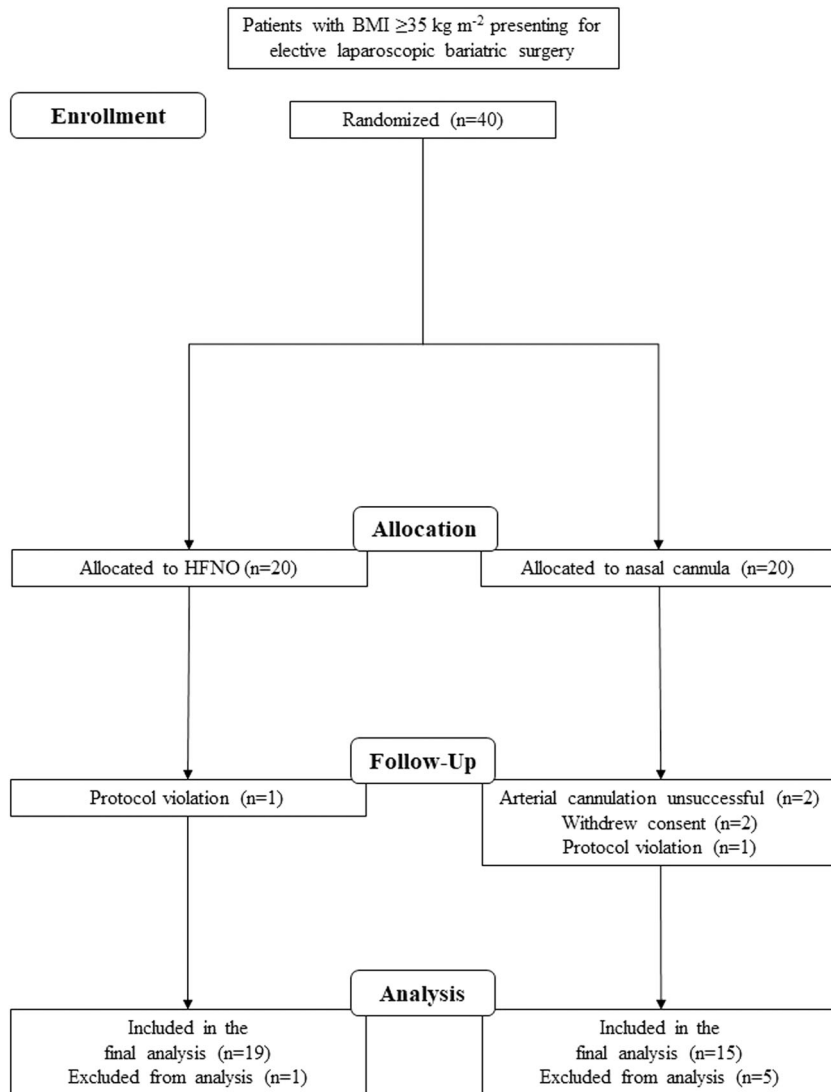 Patients with BMI ≥35 kg m-2 presenting for
elective laparoscopic bariatric surgery
Enrollment
Randomized (n=40)
Allocation
Allocated to HFNO (n=20)
Allocated to nasal cannula (n=20)
Follow-Up
Protocol violation (n=1)
Arterial cannulation unsuccessful (n=2)
Withdrew consent (n=2)
Protocol violation (n=1)
Analysis
Included in the
final analysis (n=19)
Excluded from analysis (n=1)
Included in the
final analysis (n=15)
Excluded from analysis (n=5)